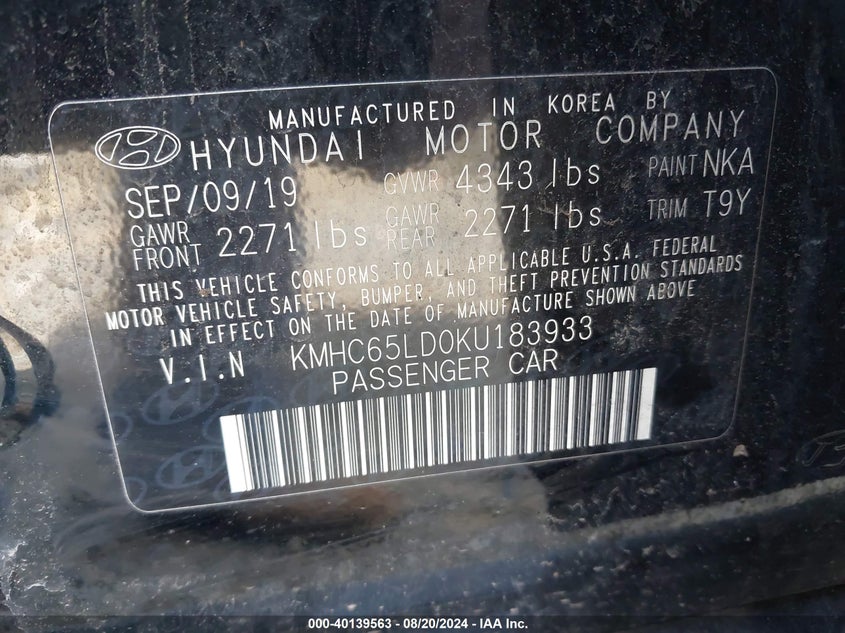 MANUFACTURED IN KOREA BY
HYUNDAI MOTOR COMPANY
SEP/09/19 GVWR 4343 lbs PAINT NKA
GAWR FRONT 2271 lbs GAWR REAR 2271 lbs TRIM T9Y
THIS VEHICLE CONFORMS TO ALL APPLICABLE U.S.A. FEDERAL
MOTOR VEHICLE SAFETY, BUMPER, AND THEFT PREVENTION STANDARDS
IN EFFECT ON THE DATE OF MANUFACTURE SHOWN ABOVE
V.I.N KMHC65LD0KU183933
PASSENGER CAR
000-40139563 - 08/20/2024 - IAA Inc.